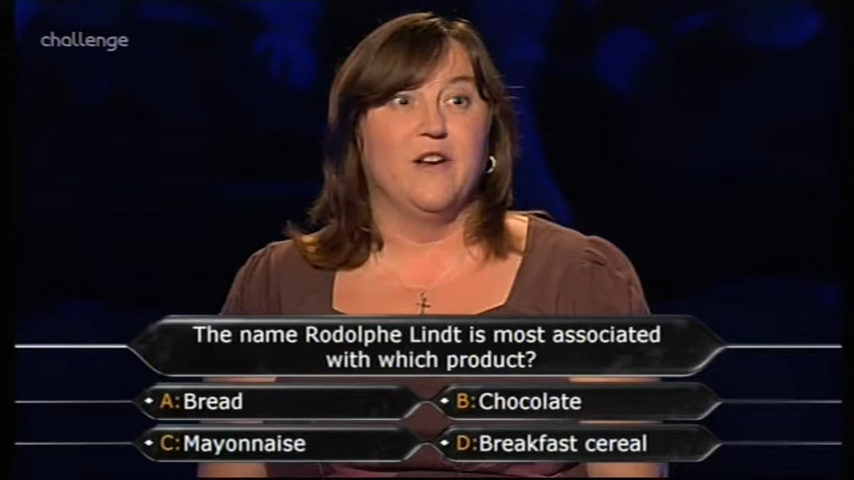 challenge
The name Rodolphe Lindt is most associated
with which product?
A: Bread
B: Chocolate
C: Mayonnaise
D: Breakfast cereal